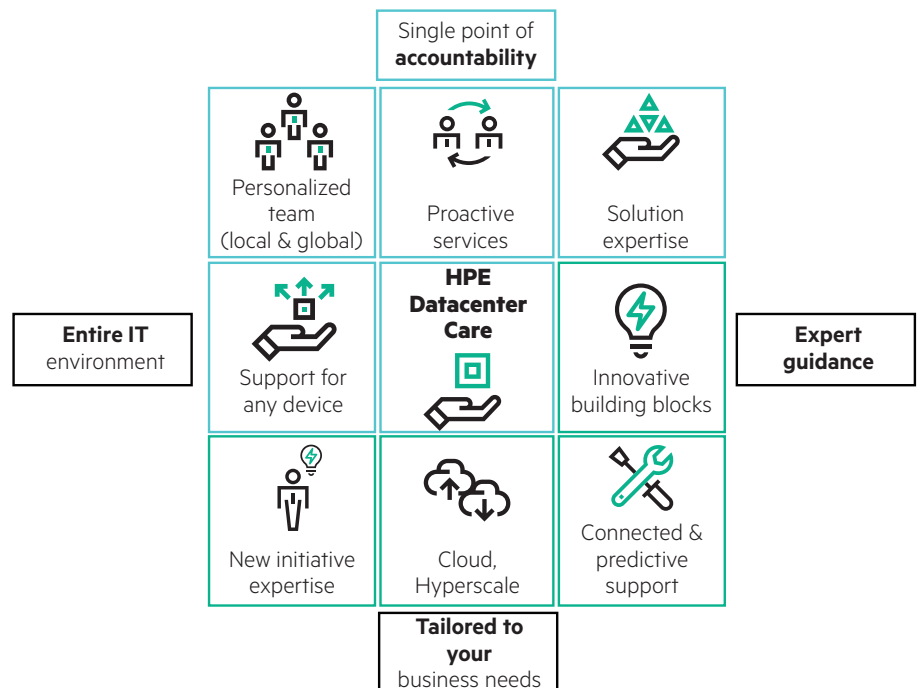 Single point of
accountability
Personalized
team
(local & global)
Proactive
services
Solution
expertise
Entire IT
environment
Support for
any device
HPE
Datacenter
Care
Innovative
building blocks
Expert
guidance
New initiative
expertise
Cloud,
Hyperscale
Connected &
predictive
support
Tailored to
your
business needs